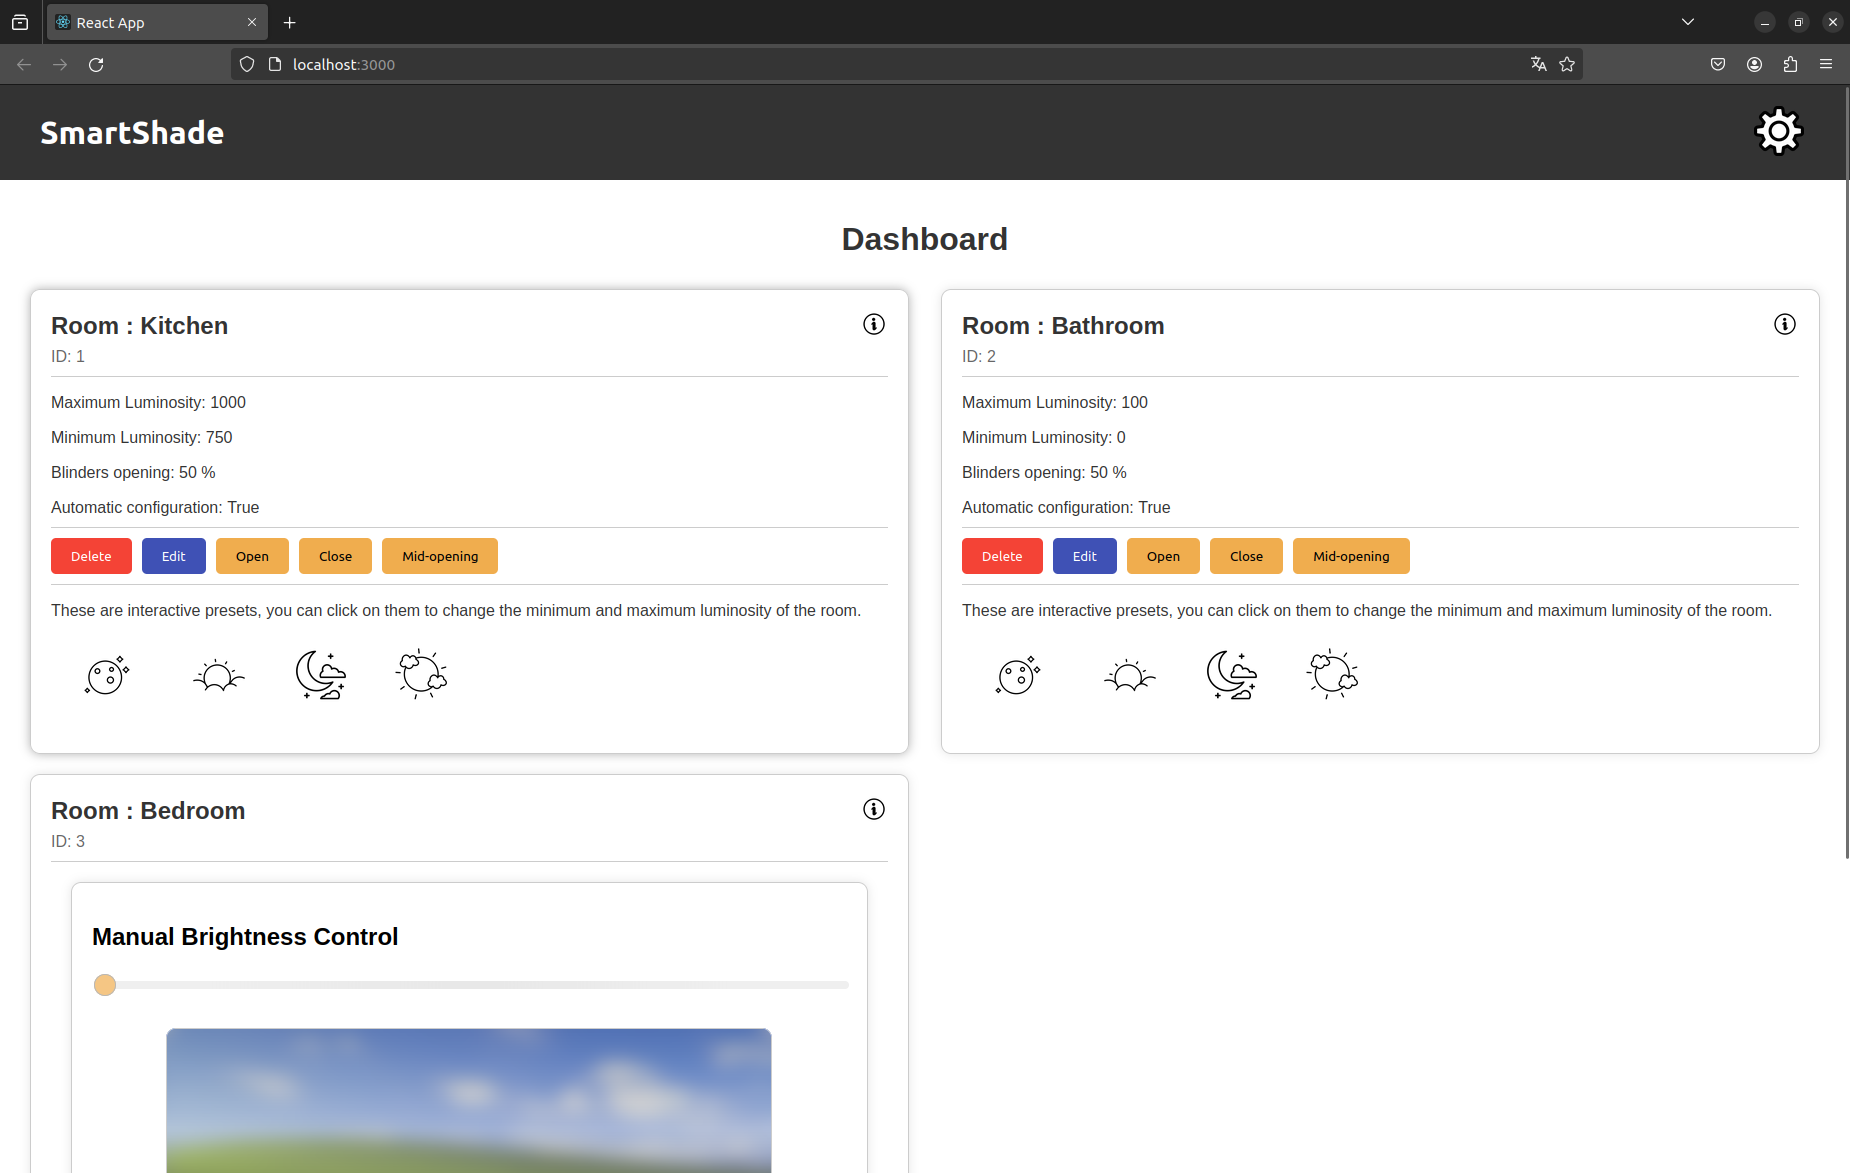 React App
localhost:3000
SmartShade
Dashboard
Room : Kitchen
ID: 1
Maximum Luminosity: 1000
Minimum Luminosity: 750
Blinders opening: 50 %
Automatic configuration: True
Delete Edit Open Close Mid-opening
These are interactive presets, you can click on them to change the minimum and maximum luminosity of the room.
Room : Bathroom
ID: 2
Maximum Luminosity: 100
Minimum Luminosity: 0
Blinders opening: 50 %
Automatic configuration: True
Delete Edit Open Close Mid-opening
These are interactive presets, you can click on them to change the minimum and maximum luminosity of the room.
Room : Bedroom
ID: 3
Manual Brightness Control